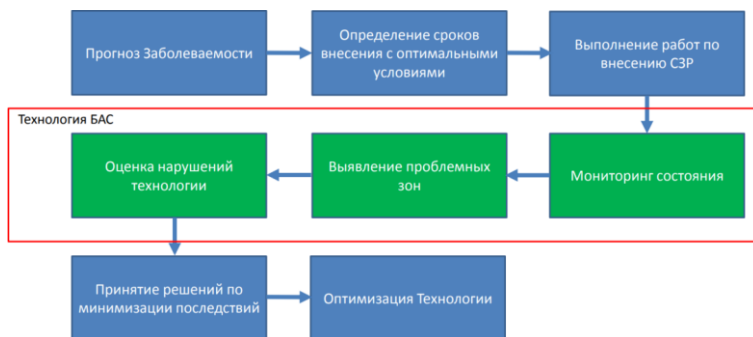 Прогноз Заболеваемости
Определение сроков
внесения с оптимальными
условиями
Выполнение работ по
внесению СЗР
Технология БАС
Оценка нарушений
технологии
Выявление проблемных
зон
Мониторинг состояния
Принятие решений по
минимизации последствий
Оптимизация Технологии